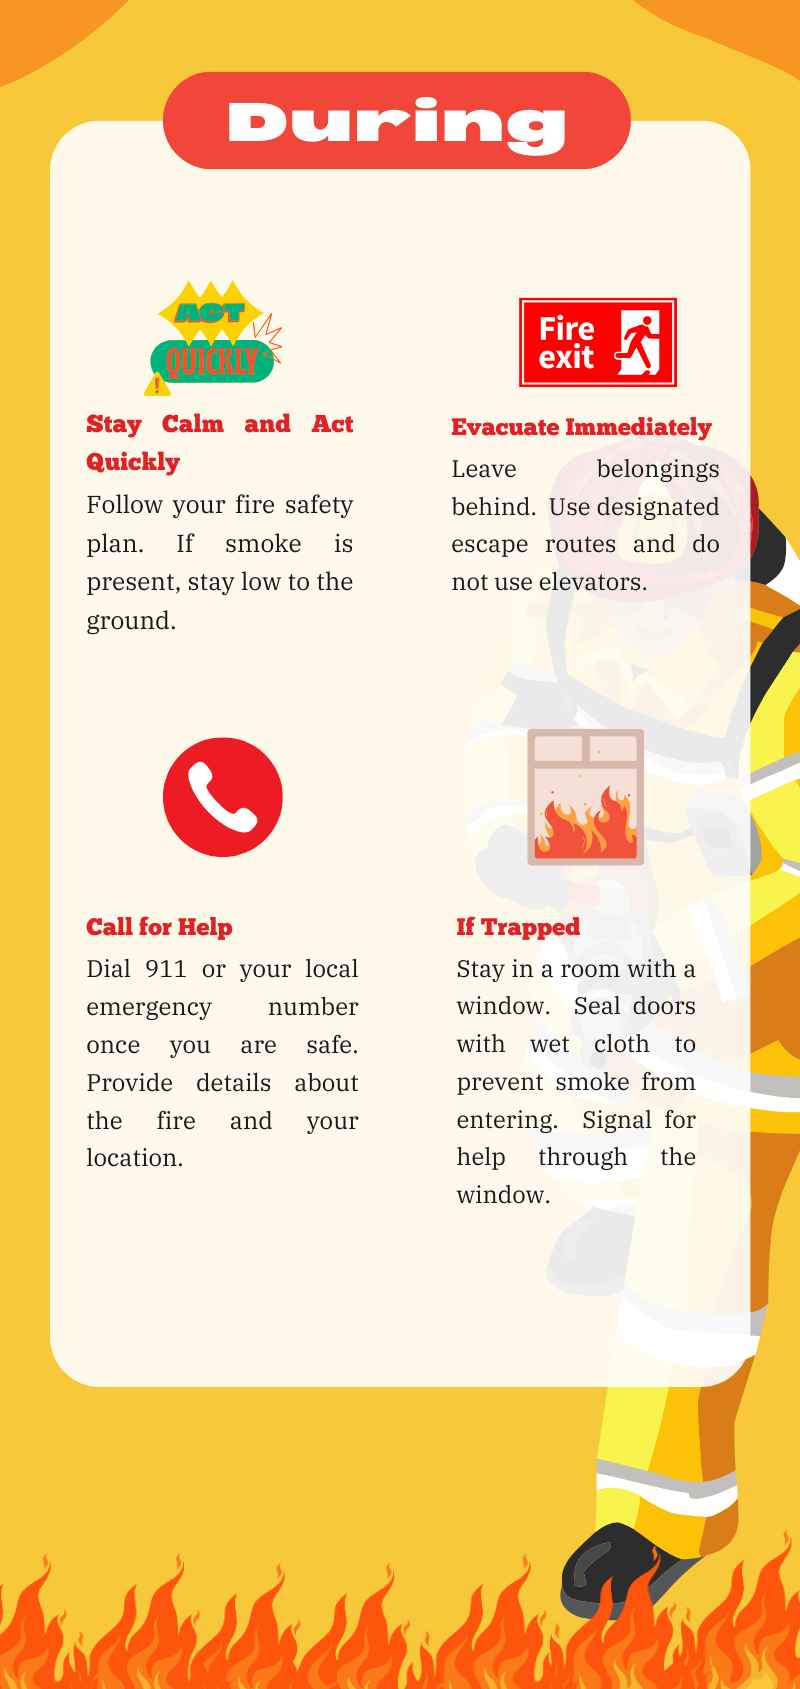 During
ACT
QUICKLY
!
Stay Calm and Act
Quickly
Follow your fire safety
plan. If smoke is
present, stay low to the
ground.
Fire
exit
Evacuate Immediately
Leave belongings
behind. Use designated
escape routes and do
not use elevators.
Call for Help
Dial 911 or your local
emergency number
once you are safe.
Provide details about
the fire and your
location.
If Trapped
Stay in a room with a
window. Seal doors
with wet cloth to
prevent smoke from
entering. Signal for
help through the
window.